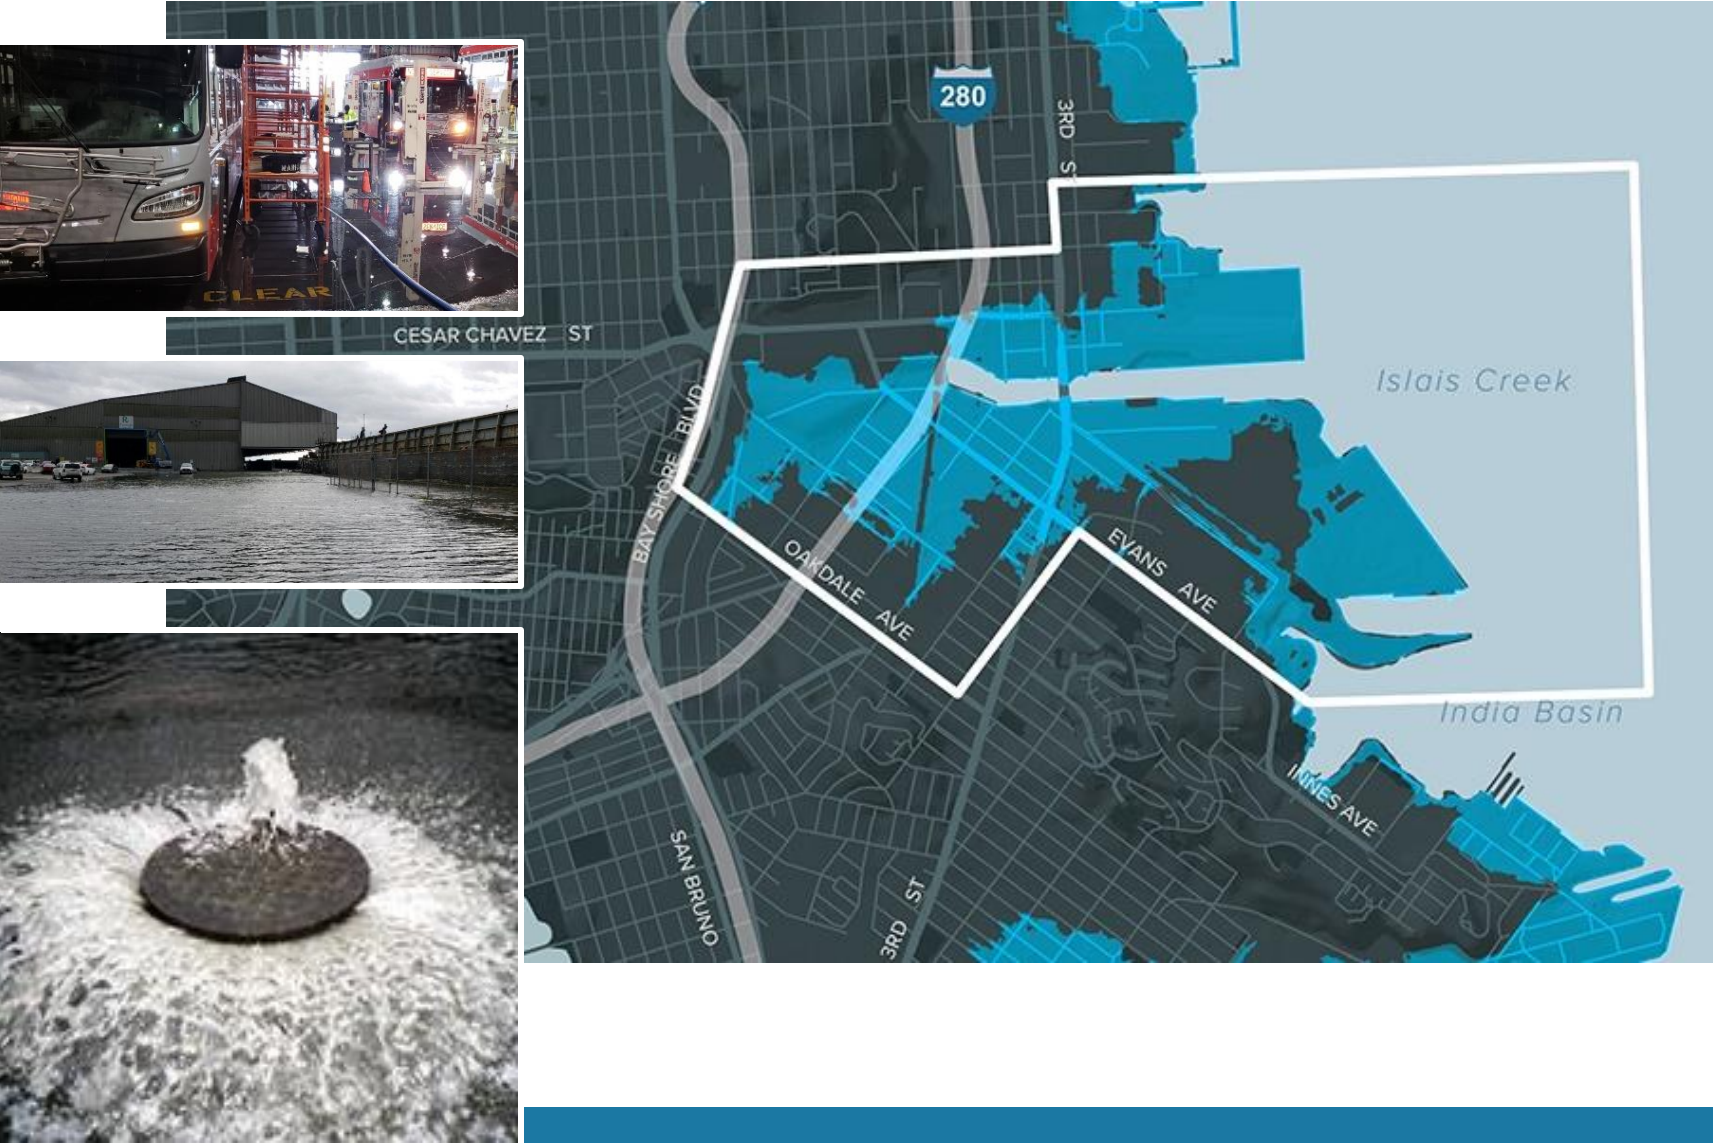 280
3RD ST
CLEAR
CESAR CHAVEZ ST
Islais Creek
BAY SHORE BLVD
OAKDALE AVE
EVANS AVE
India Basin
INNES AVE
SAN BRUNO
3RD ST